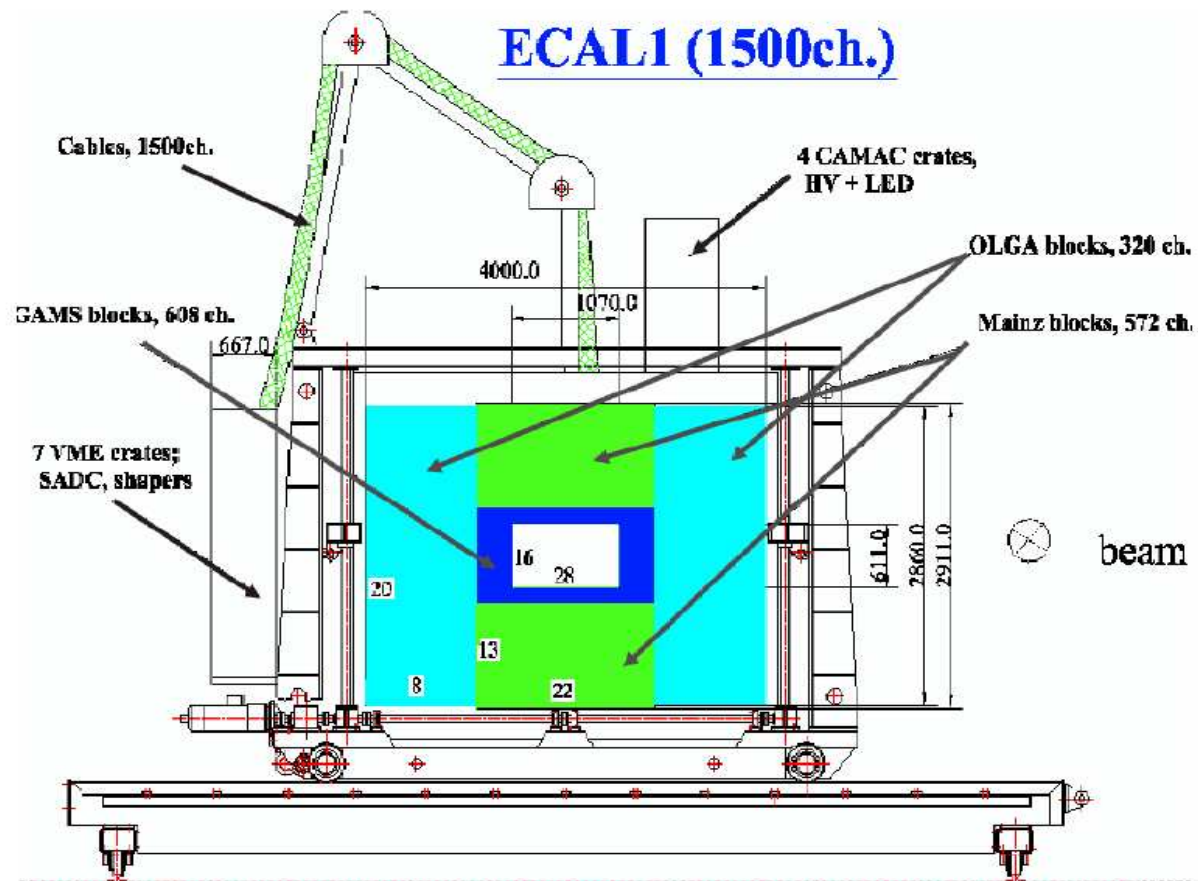 ECAL1 (1500ch.)
Cables, 1500ch.
4 CAMAC crates,
HV + LED
OLGA blocks, 320 ch.
4000.0
1070.0
GAMS blocks, 608 ch.
Mainz blocks, 572 ch.
667.0
7 VME crates;
SADC, shapers
16
28
611.0
2860.0
2911.0
beam
20
13
8
22